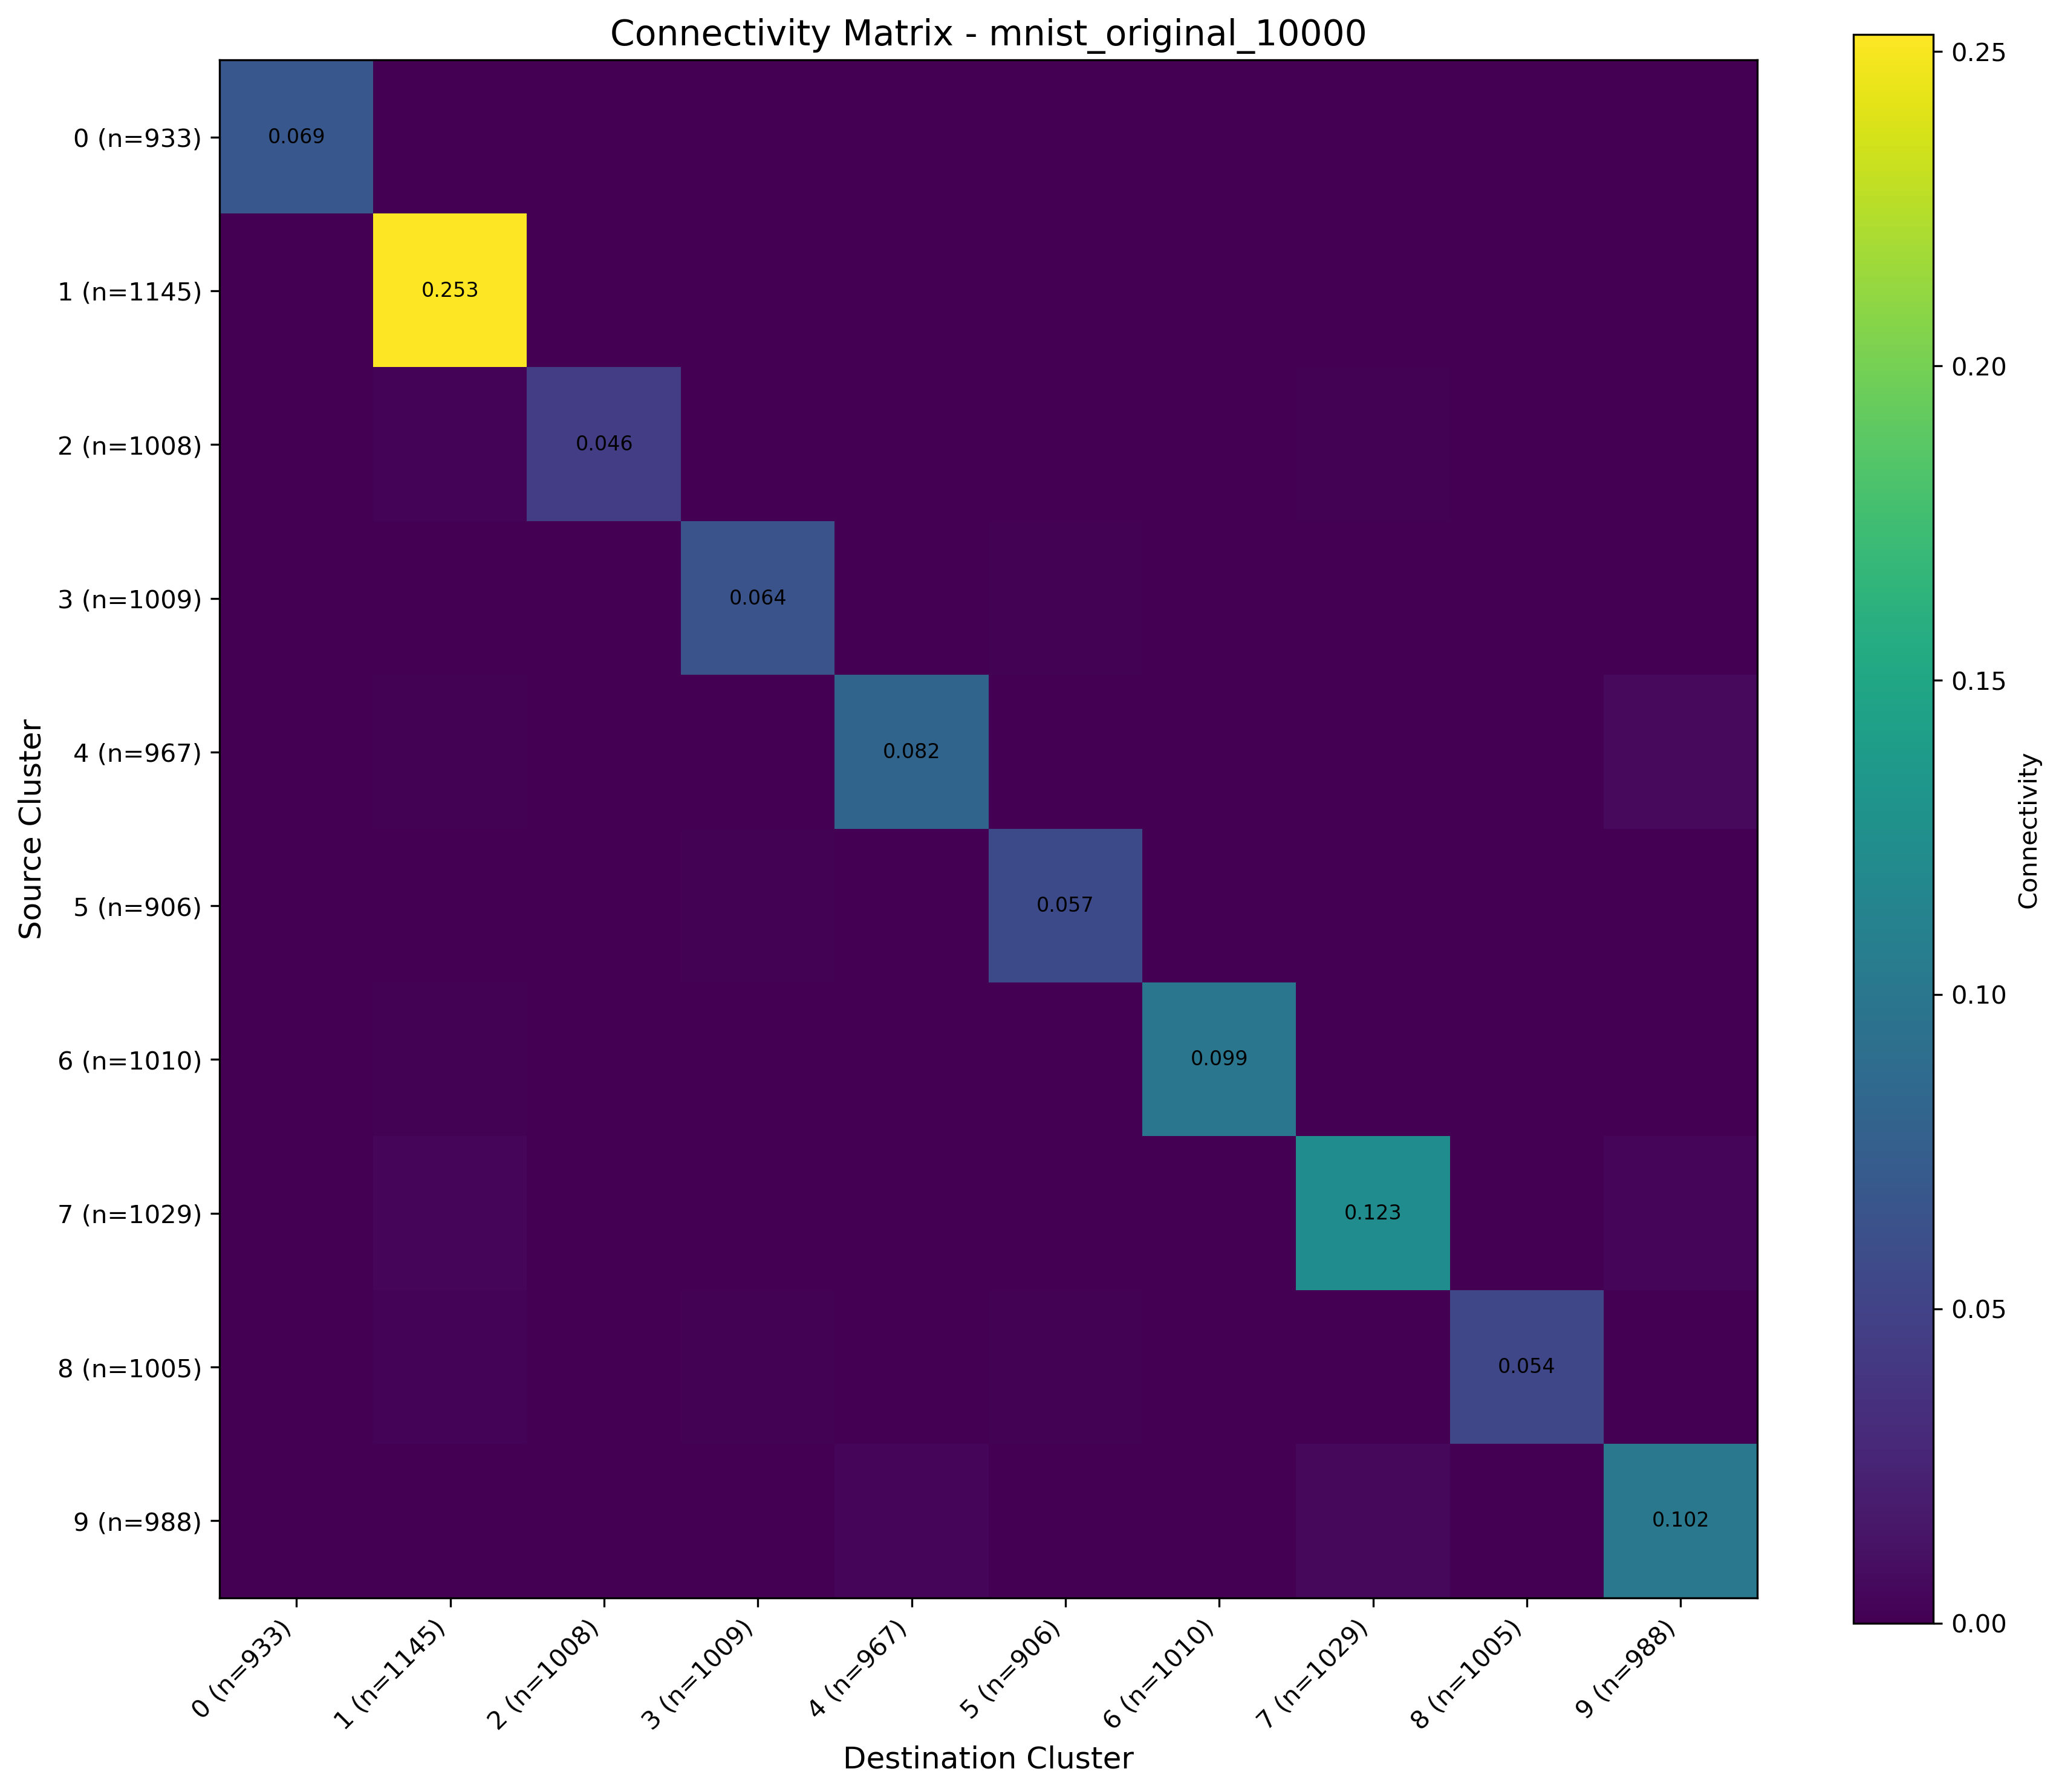 Connectivity Matrix - mnist_original_10000
Source Cluster
0 (n=933)
1 (n=1145)
2 (n=1008)
3 (n=1009)
4 (n=967)
5 (n=906)
6 (n=1010)
7 (n=1029)
8 (n=1005)
9 (n=988)
0.069
0.253
0.046
0.064
0.082
0.057
0.099
0.123
0.054
0.102
0 (n=933)
1 (n=1145)
2 (n=1008)
3 (n=1009)
4 (n=967)
5 (n=906)
6 (n=1010)
7 (n=1029)
8 (n=1005)
9 (n=988)
Destination Cluster
0.25
0.20
0.15
0.10
0.05
0.00
Connectivity